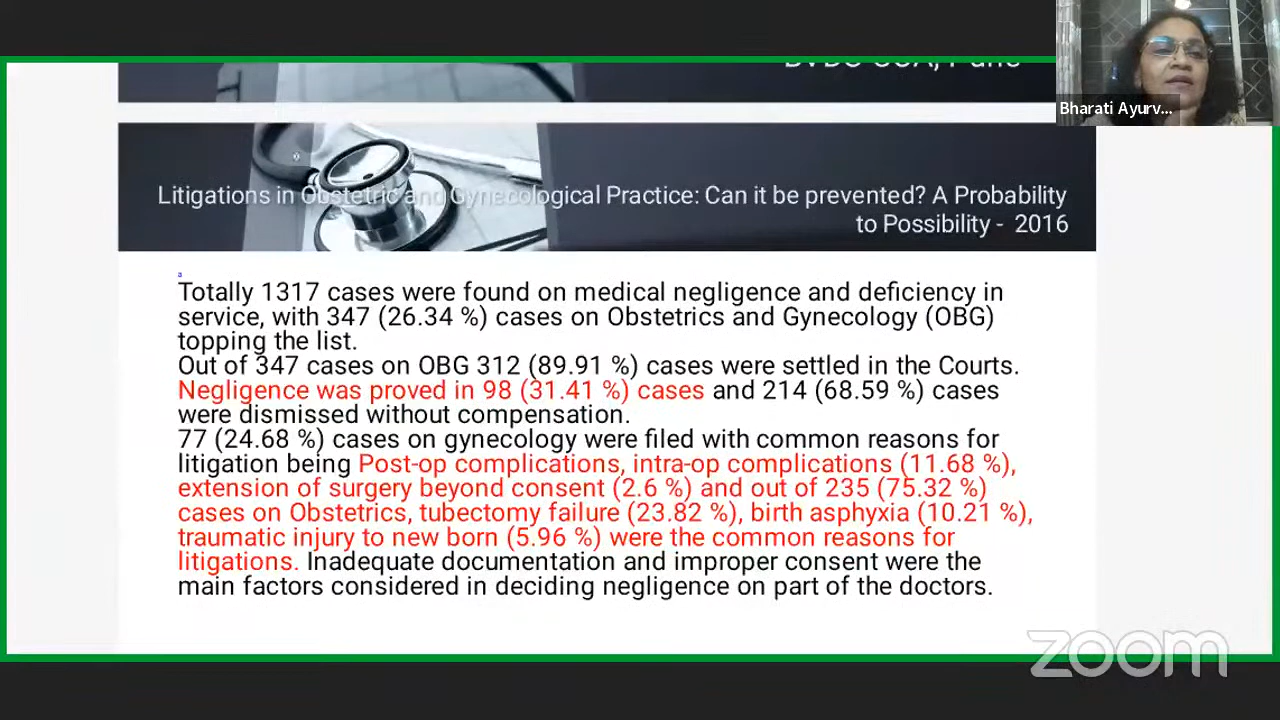 Bharati Ayurv...
Litigations in Obstetric and Gynecological Practice: Can it be prevented? A Probability
to Possibility - 2016
Totally 1317 cases were found on medical negligence and deficiency in
service, with 347 (26.34 %) cases on Obstetrics and Gynecology (OBG)
topping the list.
Out of 347 cases on OBG 312 (89.91 %) cases were settled in the Courts.
Negligence was proved in 98 (31.41 %) cases and 214 (68.59 %) cases
were dismissed without compensation.
77 (24.68 %) cases on gynecology were filed with common reasons for
litigation being Post-op complications, intra-op complications (11.68 %),
extension of surgery beyond consent (2.6 %) and out of 235 (75.32 %)
cases on Obstetrics, tubectomy failure (23.82 %), birth asphyxia (10.21 %),
traumatic injury to new born (5.96 %) were the common reasons for
litigations. Inadequate documentation and improper consent were the
main factors considered in deciding negligence on part of the doctors.
zoom